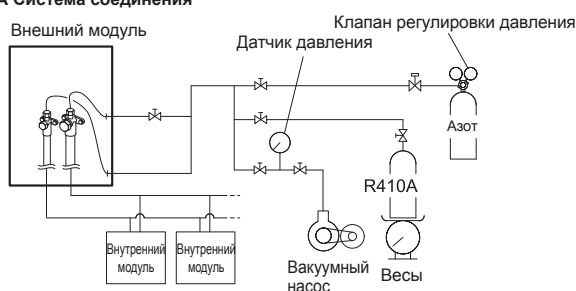 А Система соединения
Внешний модуль
Клапан регулировки давления
Датчик давления
Азот
R410A
Внутренний
модуль
Внутренний
модуль
Вакуумный
насос
Весы